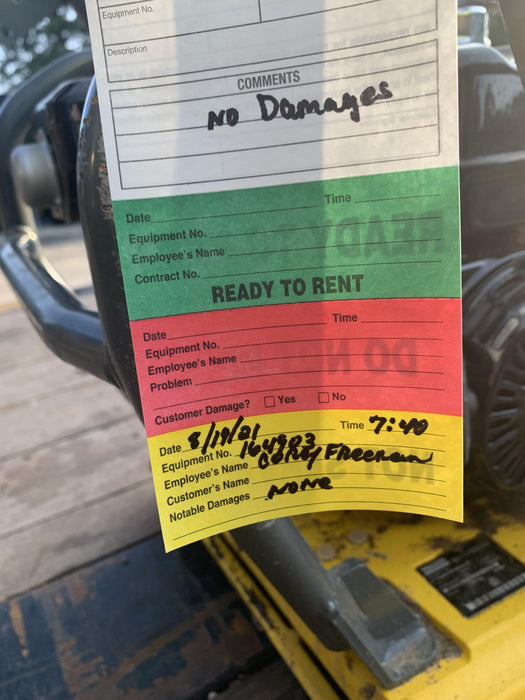 Equipment No.
Description
COMMENTS
No Damages
Date
Time
Equipment No.
Employee's Name
Contract No.
READY TO RENT
Date
Time
Equipment No.
Employee's Name
Problem
Customer Damage? Yes No
Date 8/19/21 Time 7:40
Equipment No. 164903
Employee's Name Corey Freeman
Customer's Name
Notable Damages None